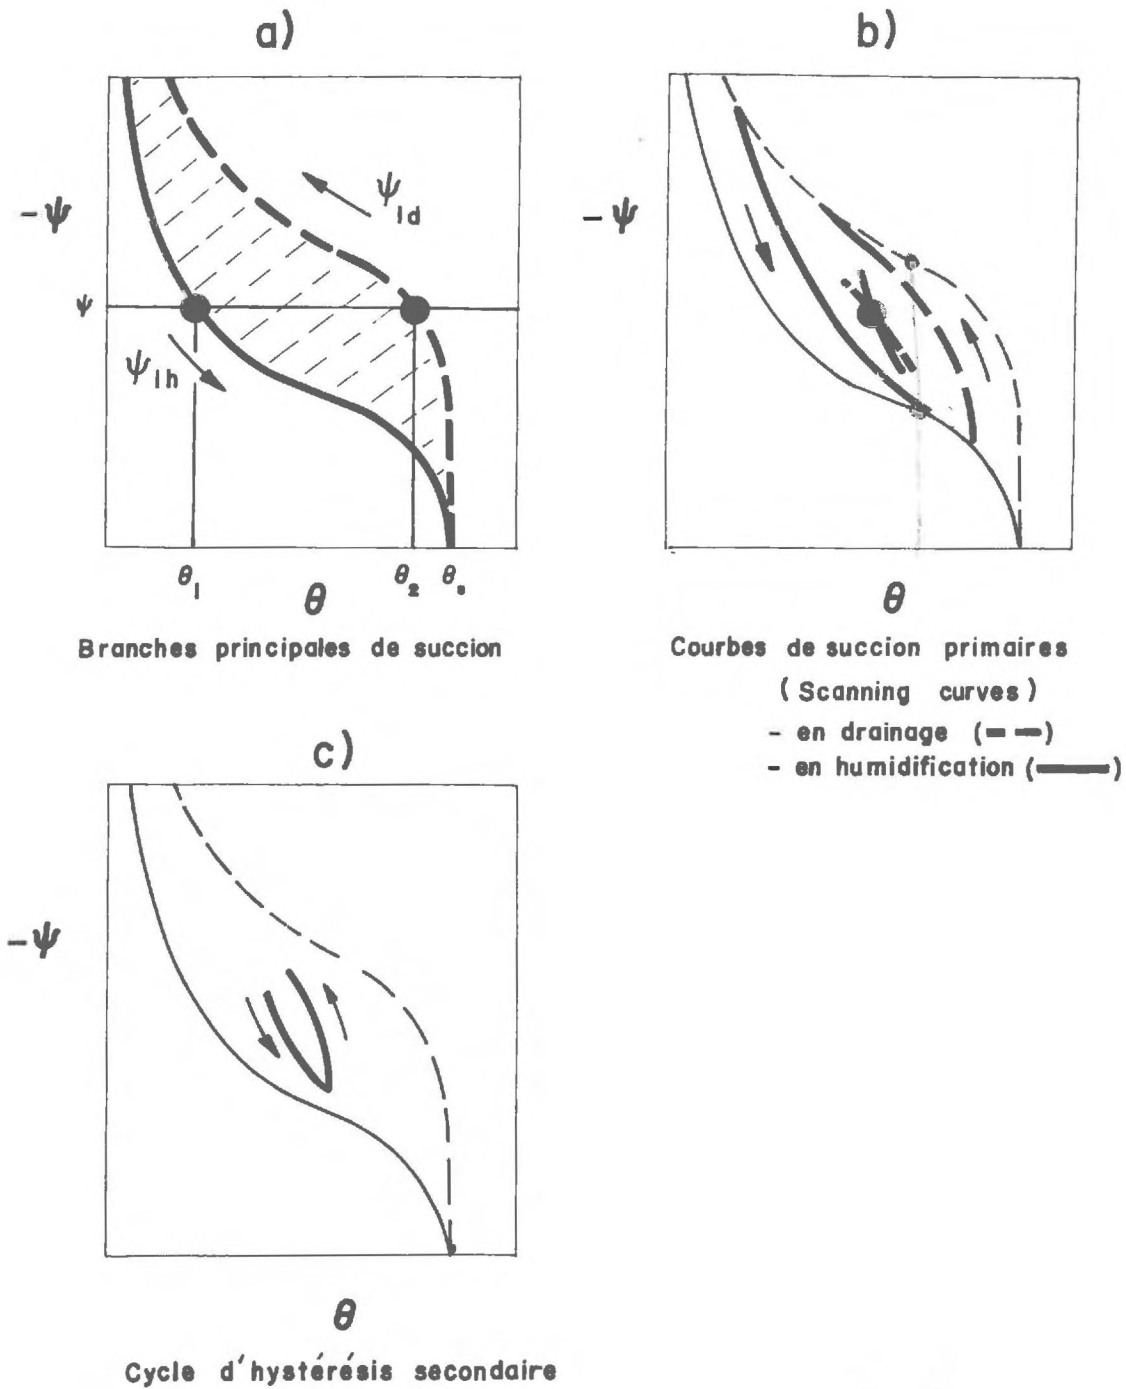 a)
-ψ
ψ
ψ1d
ψ1h
θ1
θ2
θs
θ
Branches principales de succion
b)
-ψ
θ
Courbes de succion primaires
(Scanning curves)
- en drainage (– –)
- en humidification (——)
c)
-ψ
θ
Cycle d'hystérésis secondaire